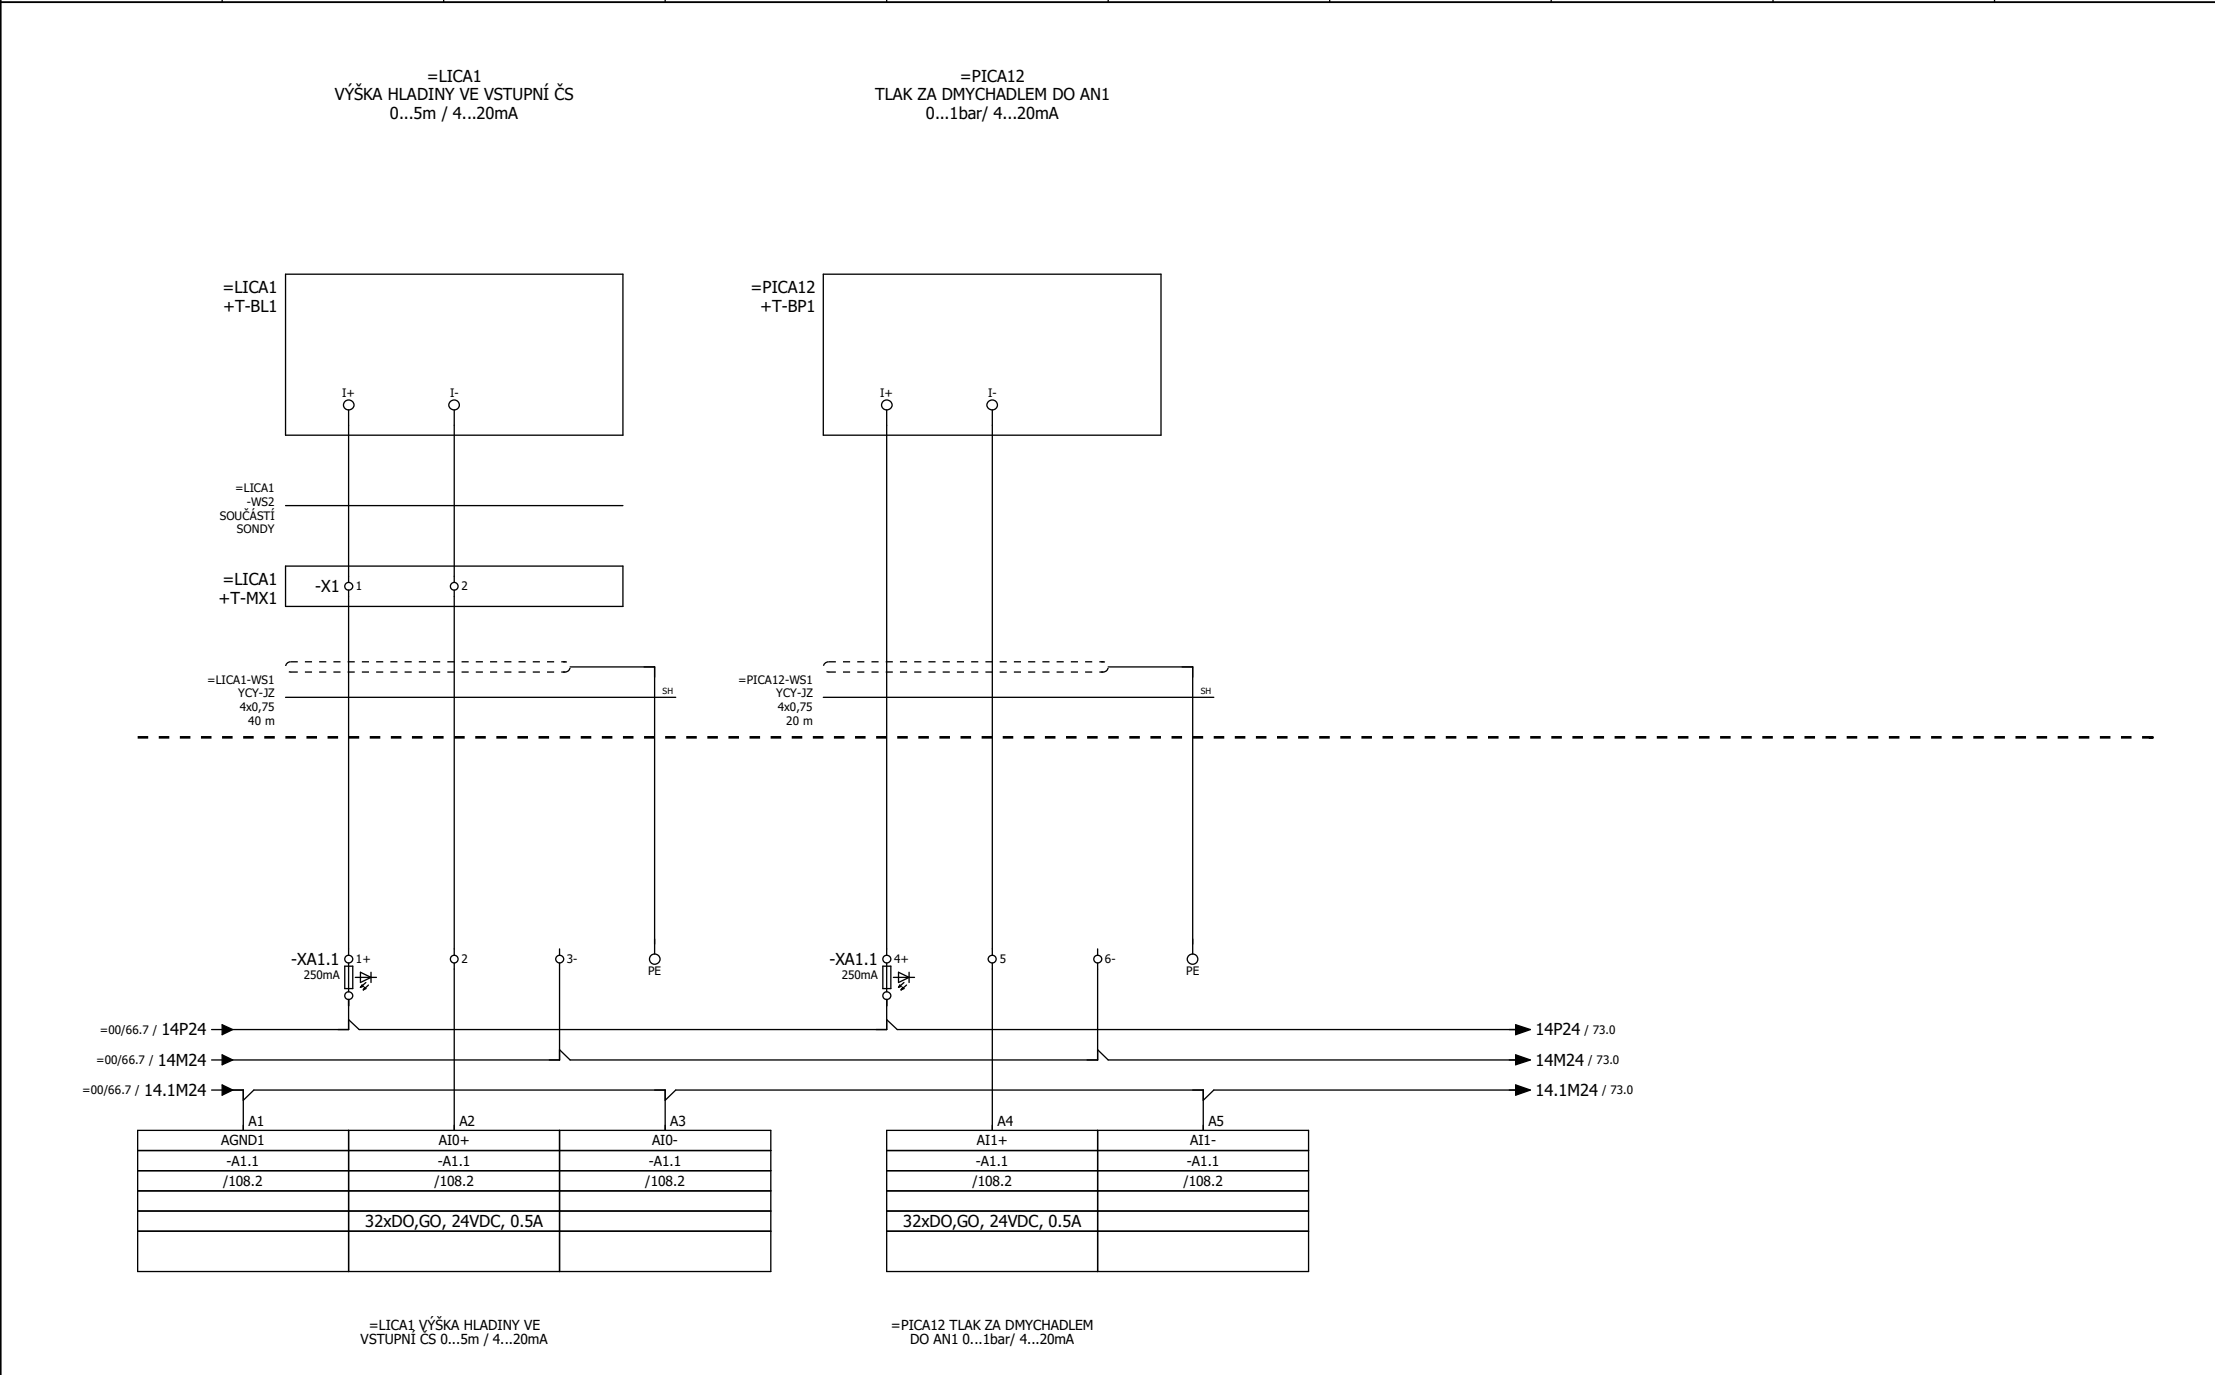 =LICA1
VÝŠKA HLADINY VE VSTUPNÍ ČS
0...5m / 4...20mA
=PICA12
TLAK ZA DMYCHADLEM DO AN1
0...1bar/ 4...20mA
=LICA1
+T-BL1
I+
I-
=PICA12
+T-BP1
I+
I-
=LICA1
-WS2
SOUČÁSTÍ
SONDY
=LICA1
+T-MX1
-X1
1
2
=LICA1-WS1
YCY-JZ
4x0,75
40 m
SH
=PICA12-WS1
YCY-JZ
4x0,75
20 m
SH
-XA1.1
250mA
1+
2
3-
PE
-XA1.1
250mA
4+
5
6-
PE
=00/66.7 / 14P24
14P24 / 73.0
=00/66.7 / 14M24
14M24 / 73.0
=00/66.7 / 14.1M24
14.1M24 / 73.0
A1 A2 A3 A4 A5
AGND1 AI0+ AI0- AI1+ AI1-
-A1.1 -A1.1 -A1.1 -A1.1 -A1.1
/108.2 /108.2 /108.2 /108.2 /108.2
32xDO,GO, 24VDC, 0.5A 32xDO,GO, 24VDC, 0.5A
=LICA1 VÝŠKA HLADINY VE
VSTUPNÍ ČS 0...5m / 4...20mA
=PICA12 TLAK ZA DMYCHADLEM
DO AN1 0...1bar/ 4...20mA